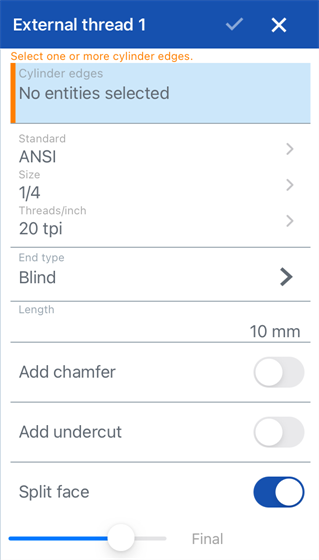 External thread 1
Select one or more cylinder edges.
Cylinder edges
No entities selected
Standard
ANSI
Size
1/4
Threads/inch
20 tpi
End type
Blind
Length
10 mm
Add chamfer
Add undercut
Split face
Final